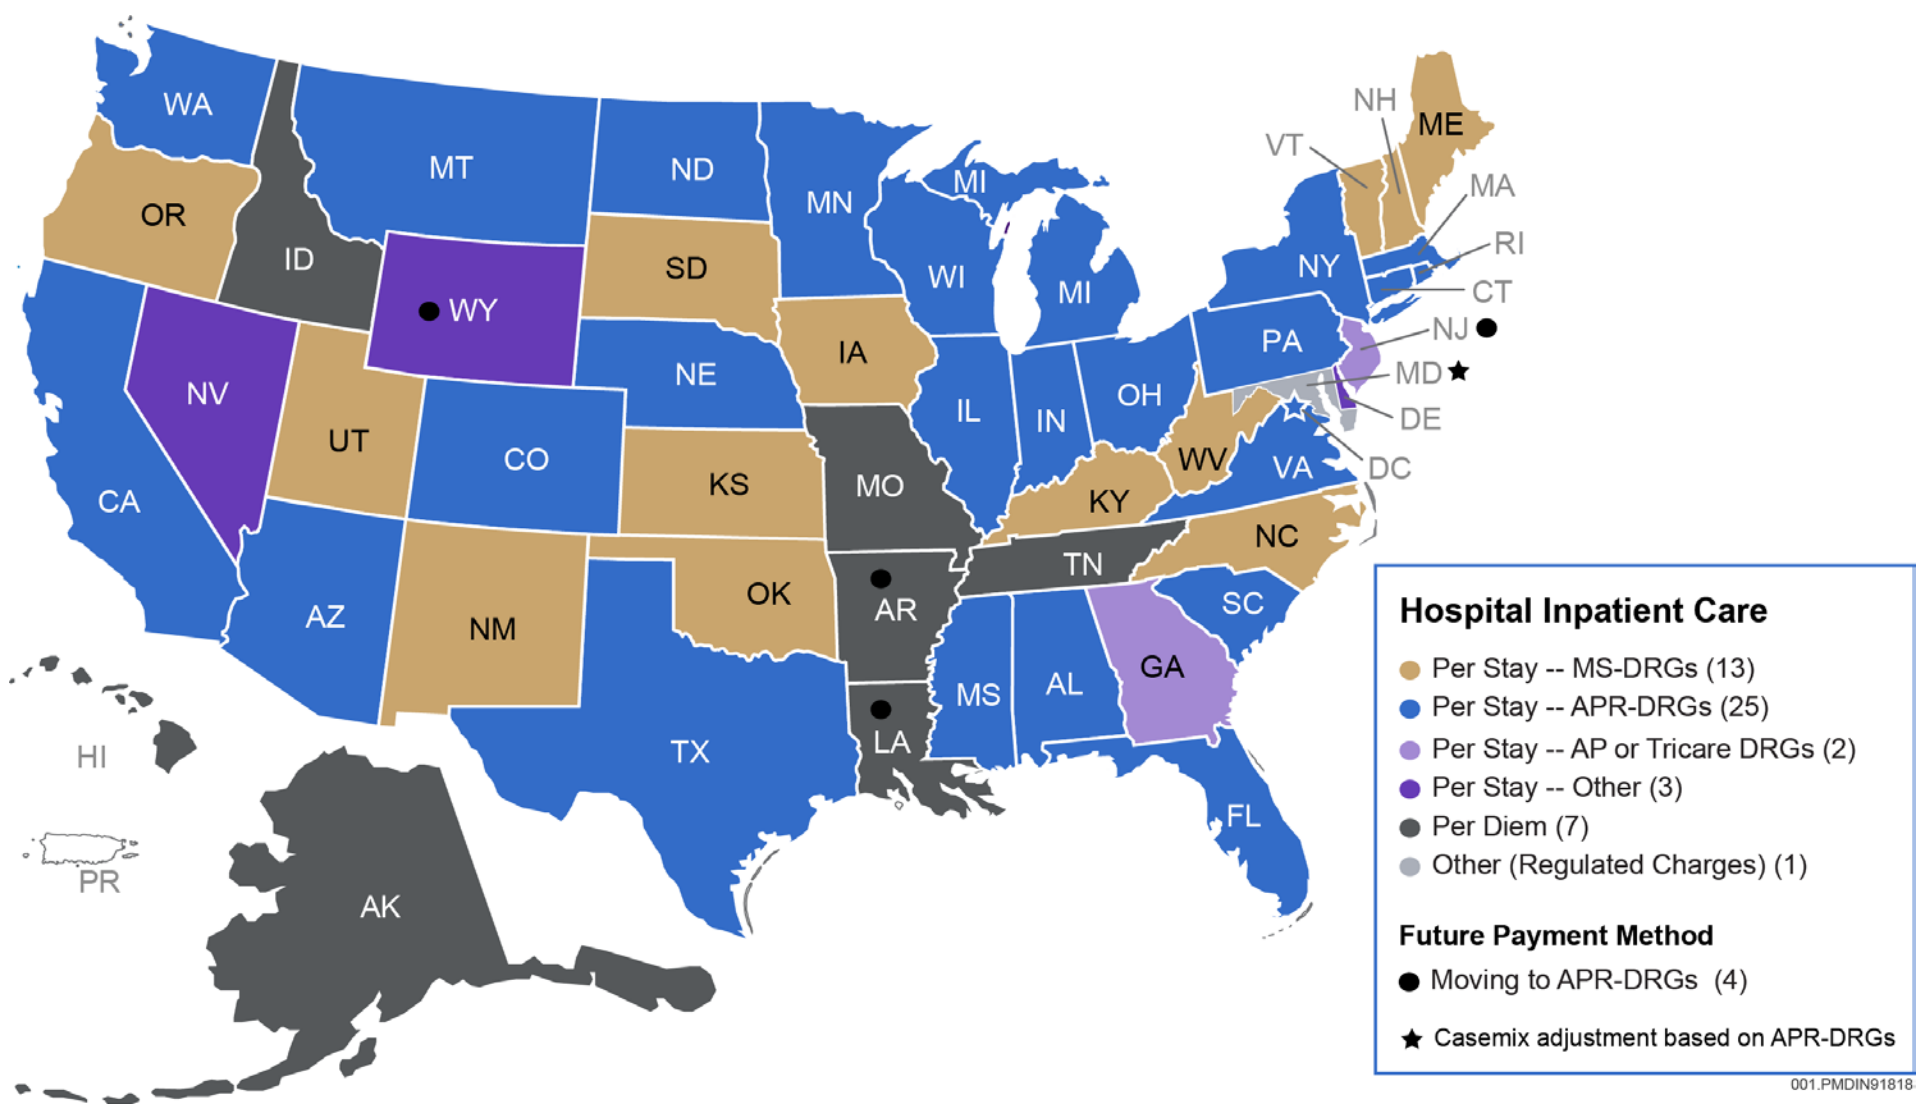 WA
MT
ND
MN
MI
VT
NH
ME
MA
OR
ID
WY
SD
WI
MI
NY
RI
CT
NJ
NV
UT
CO
NE
IA
IL
IN
OH
PA
MD
DE
DC
CA
AZ
NM
KS
OK
MO
AR
KY
WV
VA
TN
NC
SC
TX
LA
MS
AL
GA
FL
HI
PR
AK
Hospital Inpatient Care
Per Stay -- MS-DRGs (13)
Per Stay -- APR-DRGs (25)
Per Stay -- AP or Tricare DRGs (2)
Per Stay -- Other (3)
Per Diem (7)
Other (Regulated Charges) (1)
Future Payment Method
Moving to APR-DRGs (4)
Casemix adjustment based on APR-DRGs
001.PMDIN91818